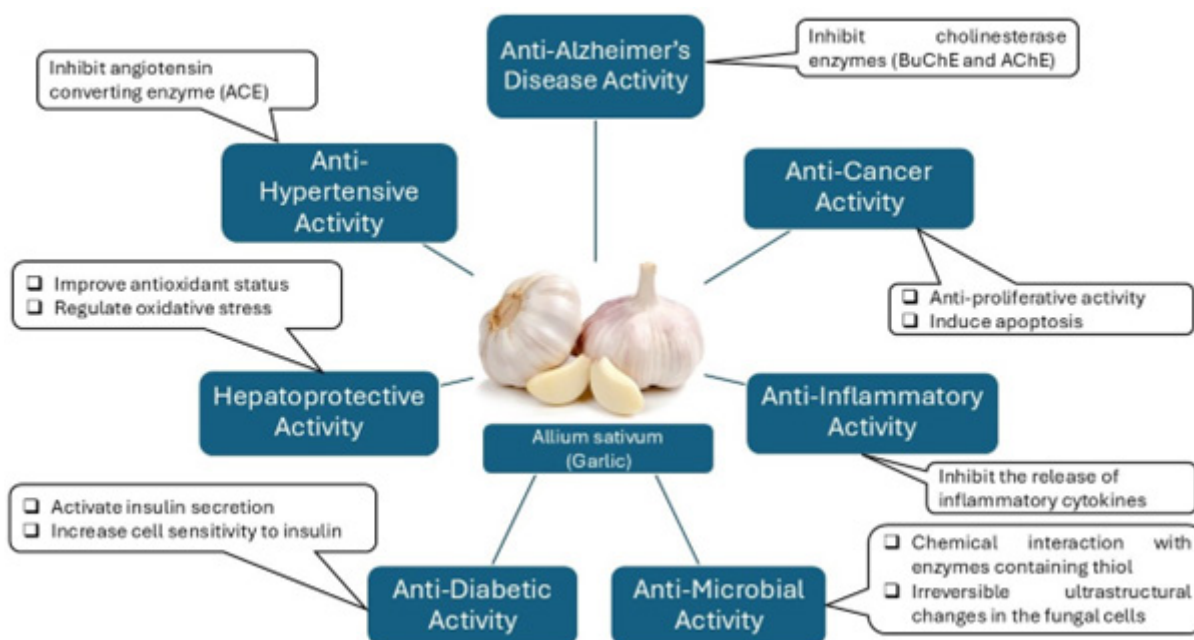 Anti-Alzheimer's
Disease Activity
Inhibit cholinesterase
enzymes (BuChE and AChE)
Inhibit angiotensin
converting enzyme (ACE)
Anti-
Hypertensive
Activity
Anti-Cancer
Activity
Anti-proliferative activity
Induce apoptosis
Improve antioxidant status
Regulate oxidative stress
Hepatoprotective
Activity
Anti-Inflammatory
Activity
Inhibit the release of
inflammatory cytokines
Allium sativum
(Garlic)
Activate insulin secretion
Increase cell sensitivity to insulin
Anti-Diabetic
Activity
Anti-Microbial
Activity
Chemical interaction with
enzymes containing thiol
Irreversible ultrastructural
changes in the fungal cells